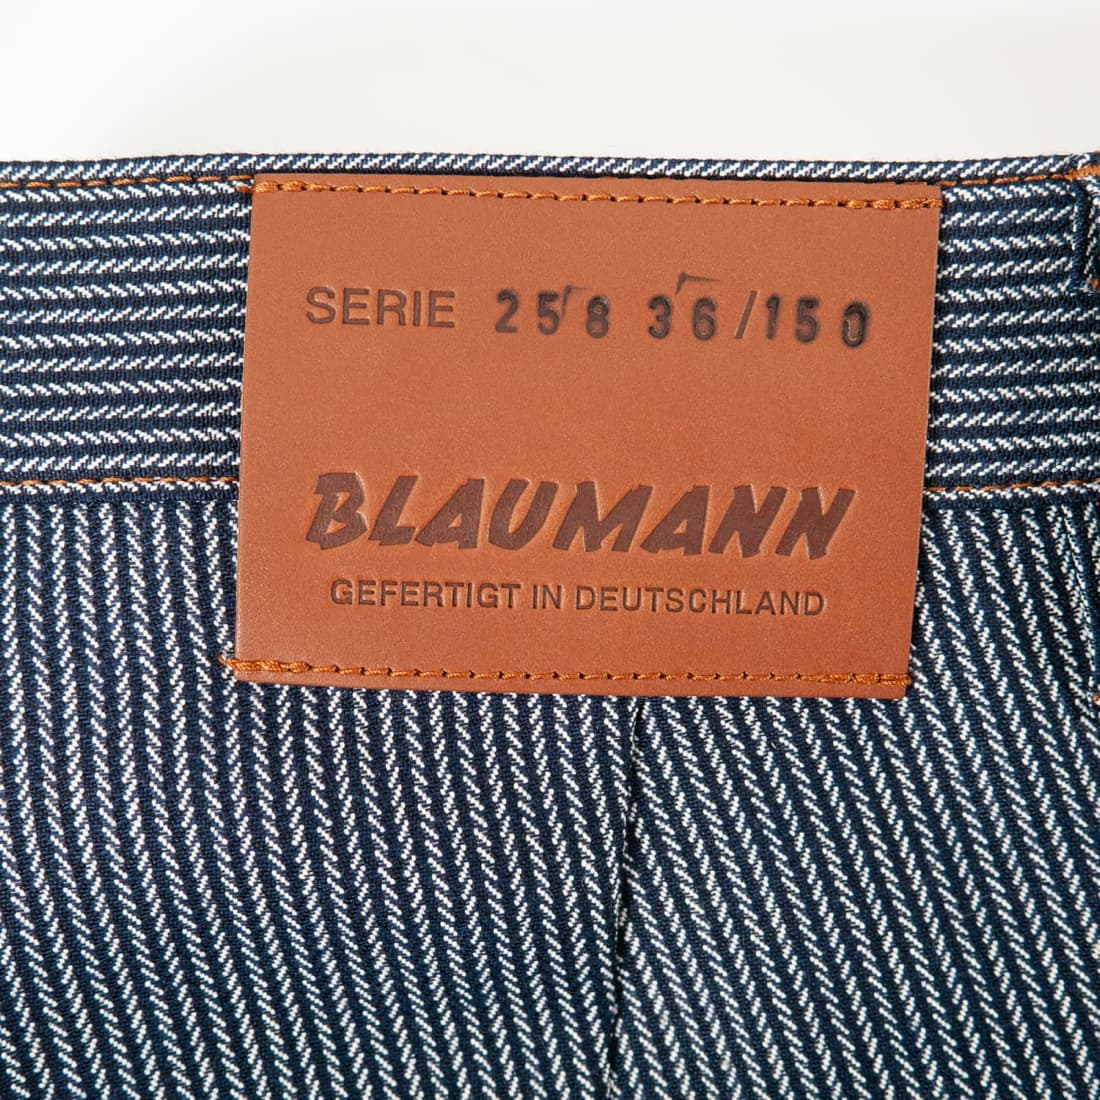 SERIE 258 36/150
BLAUMANN
GEFERTIGT IN DEUTSCHLAND